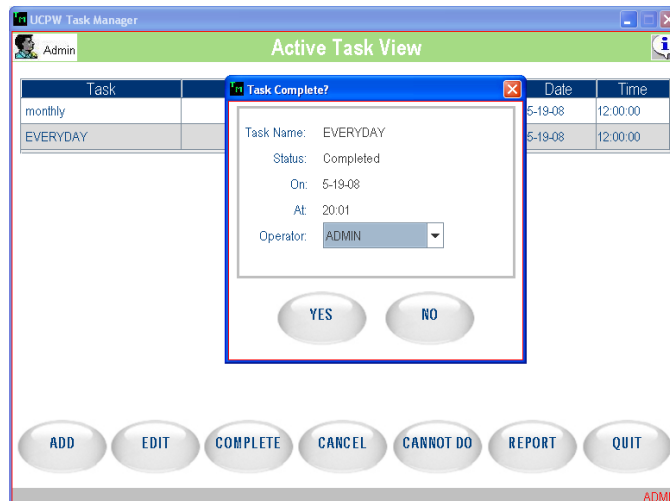 UCPW Task Manager
Admin
Active Task View
Task
Date
Time
monthly
5-19-08
12:00:00
EVERYDAY
5-19-08
12:00:00
Task Complete?
Task Name: EVERYDAY
Status: Completed
On: 5-19-08
At: 20:01
Operator: ADMIN
YES NO
ADD EDIT COMPLETE CANCEL CANNOT DO REPORT QUIT